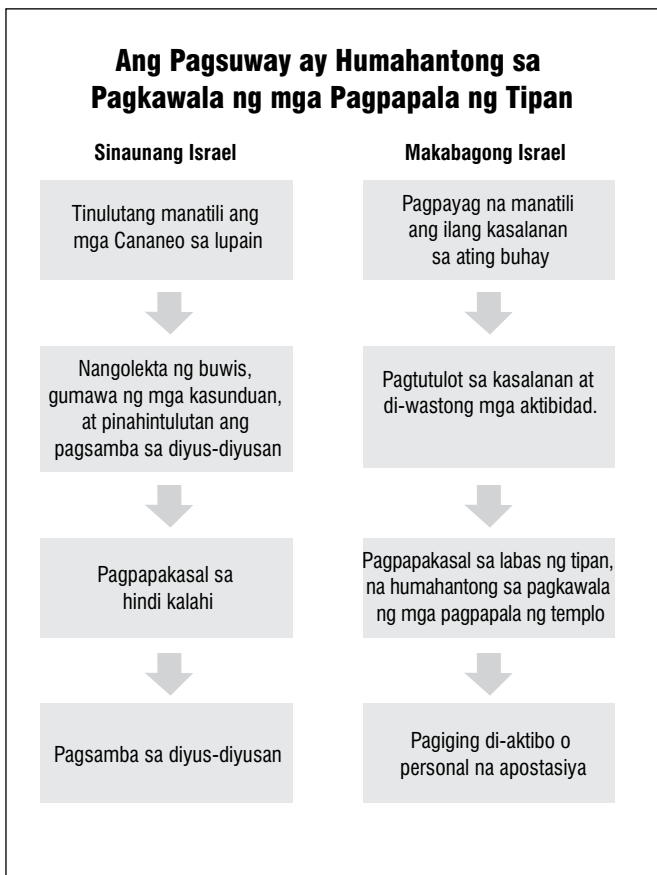 Ang Pagsuway ay Humahantong sa
Pagkawala ng mga Pagpapala ng Tipan
Sinaunang Israel
Tinulutang manatili ang
mga Cananeo sa lupain
Nangolekta ng buwis,
gumawa ng mga kasunduan,
at pinahintulutan ang
pagsamba sa diyus-diyusan
Pagpapakasal sa
hindi kalahi
Pagsamba sa diyus-diyusan
Makabagong Israel
Pagpayag na manatili
ang ilang kasalanan
sa ating buhay
Pagtutulot sa kasalanan at
di-wastong mga aktibidad.
Pagpapakasal sa labas ng tipan,
na humahantong sa pagkawala
ng mga pagpapala ng templo
Pagiging di-aktibo o
personal na apostasiya